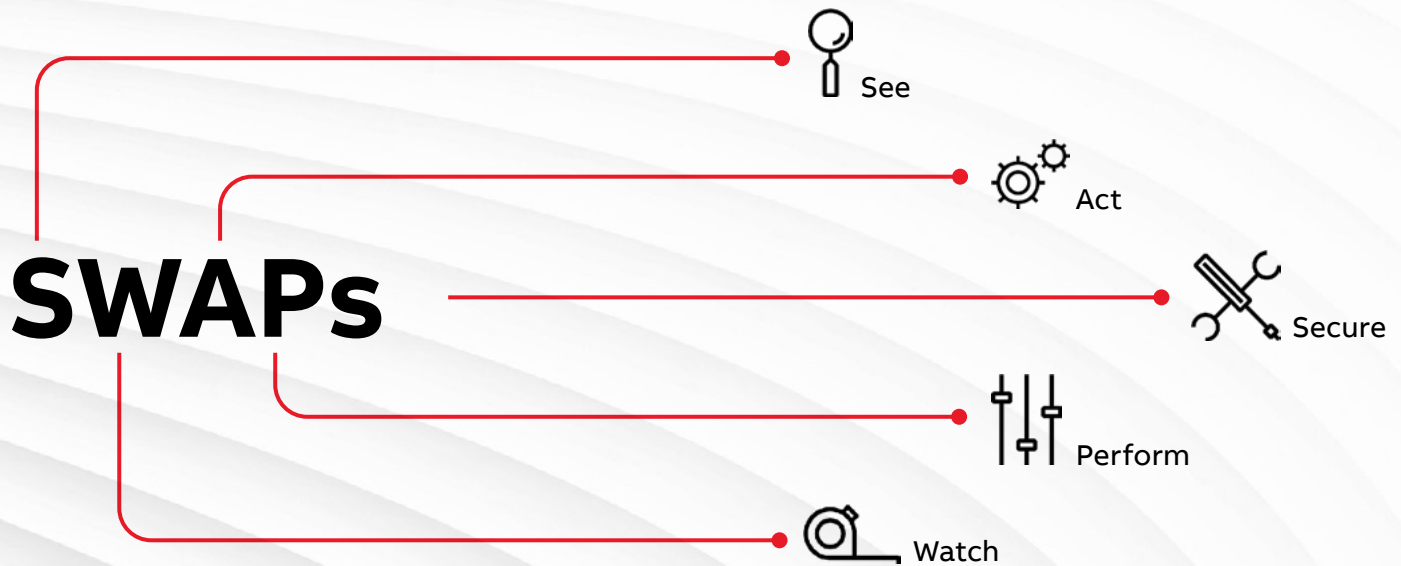 See
Act
SWAPs
Secure
Perform
Watch